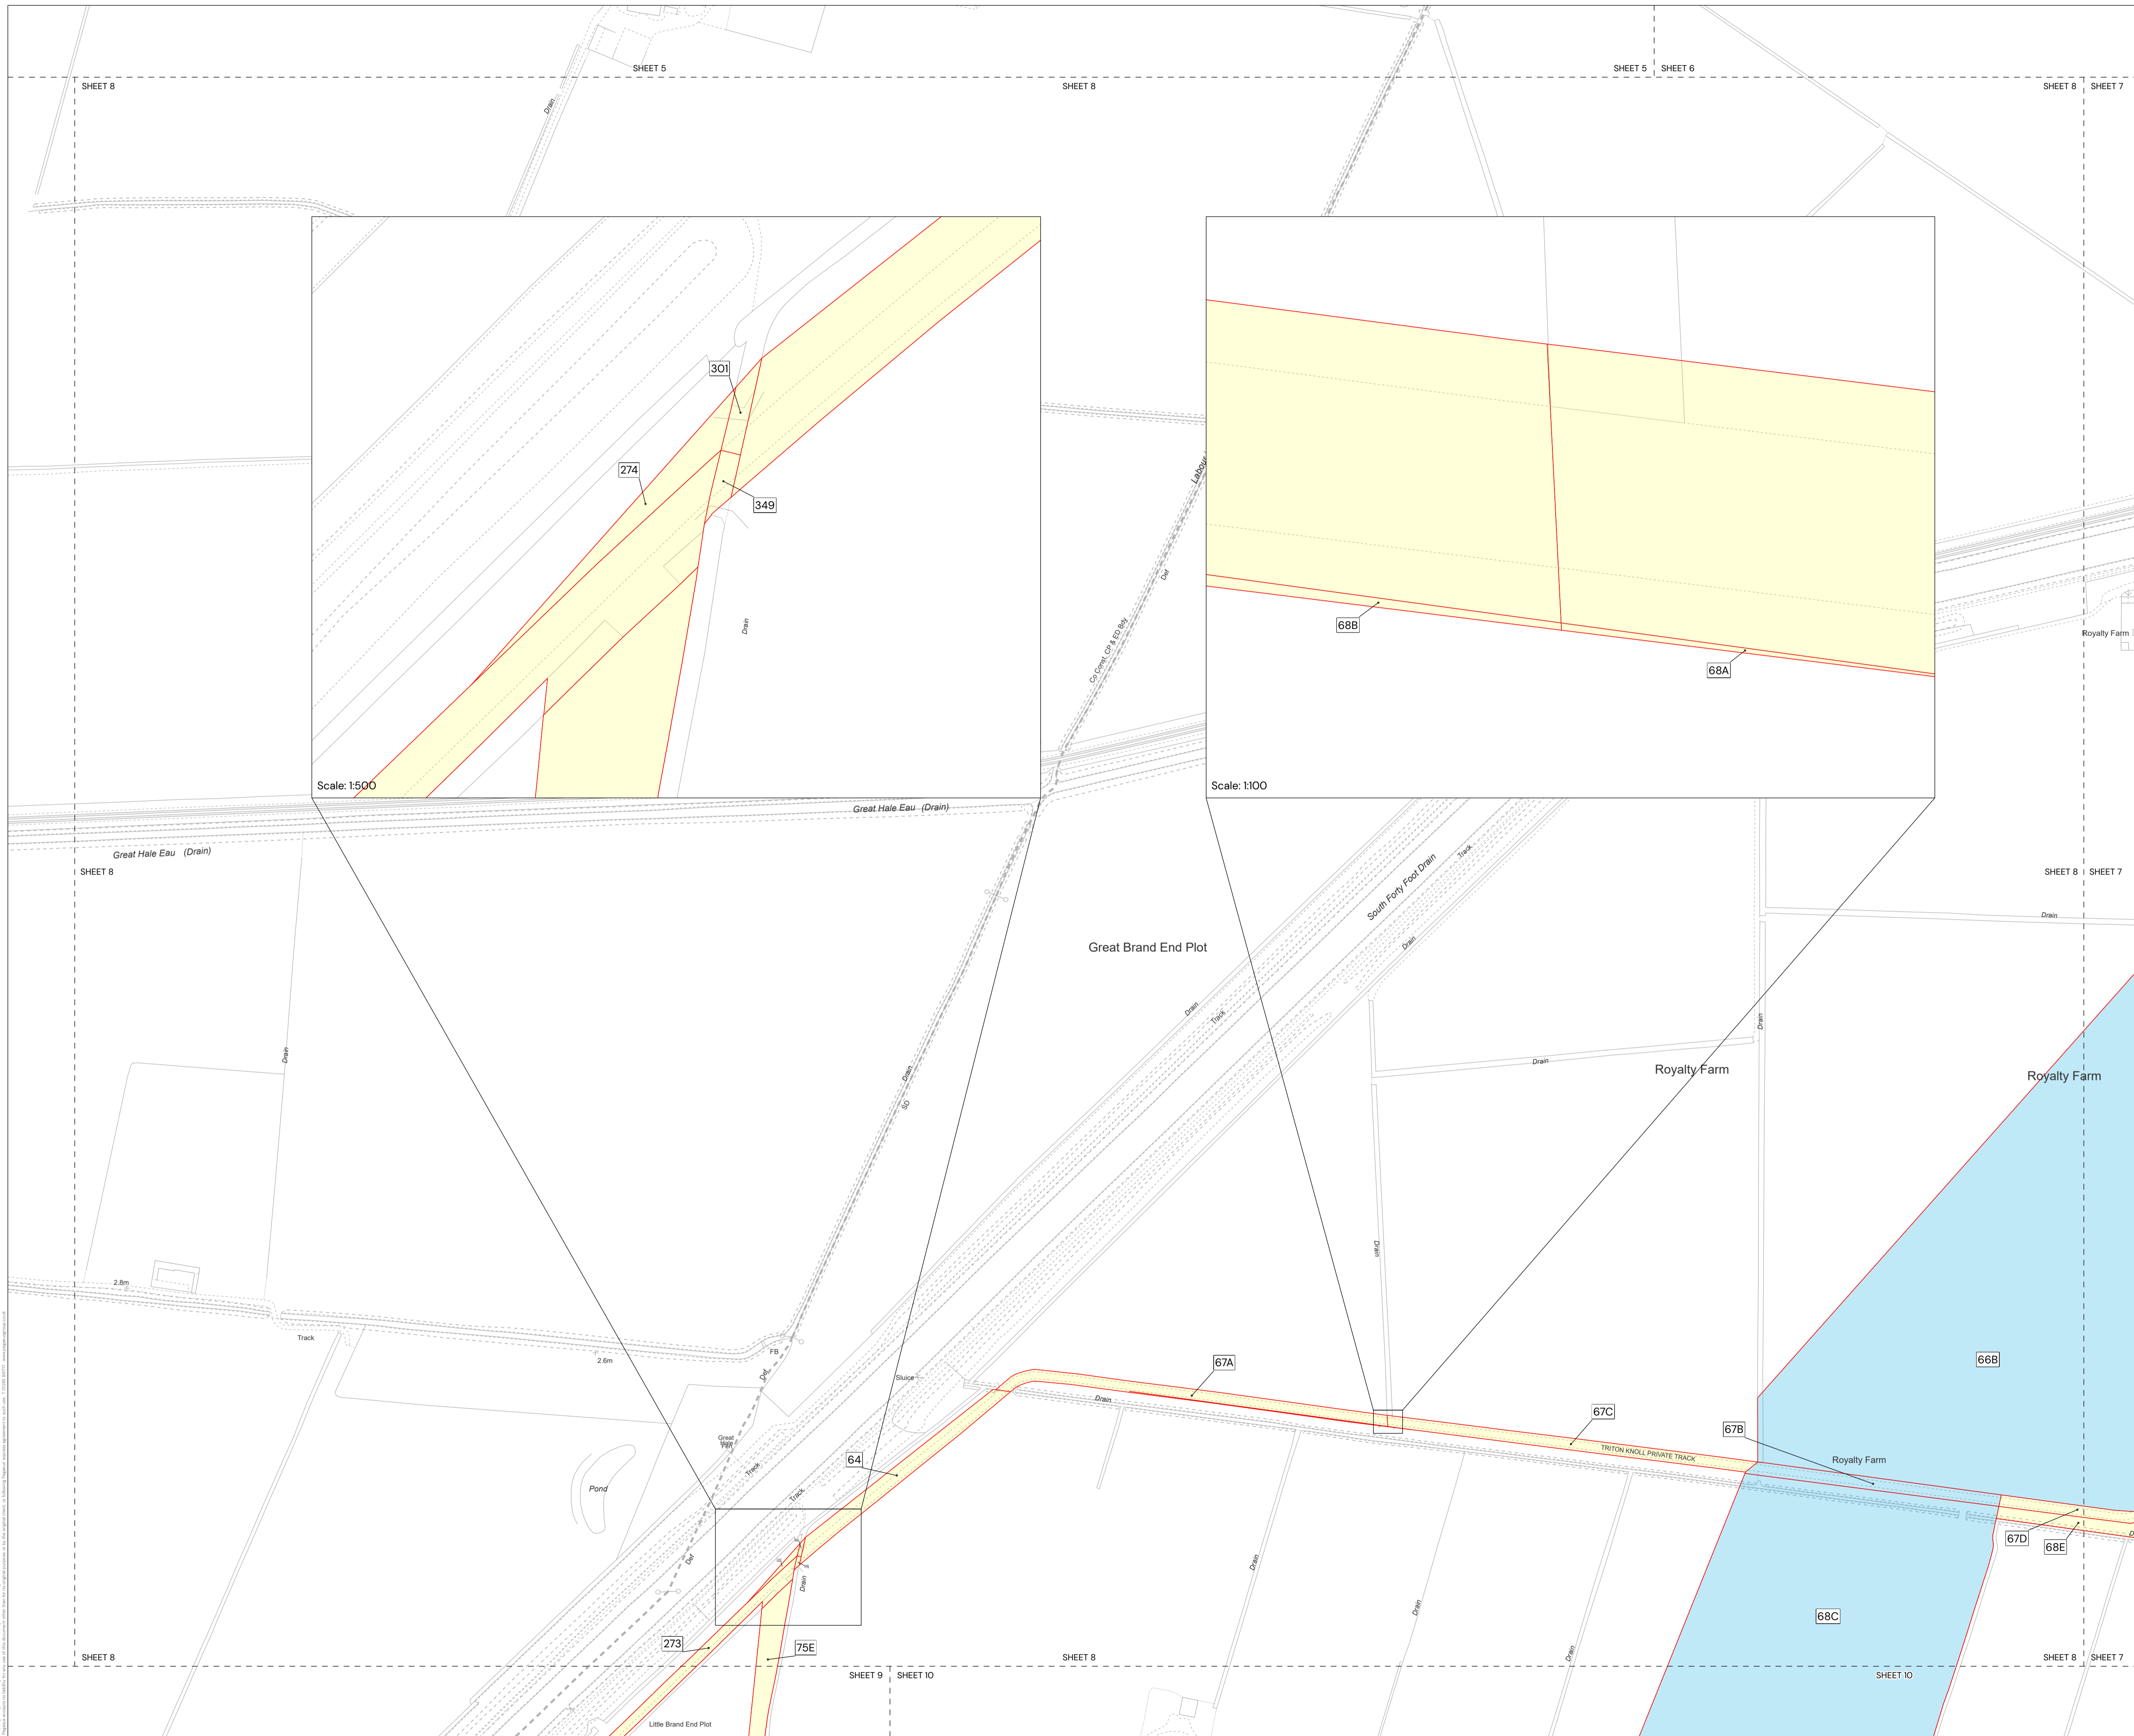 SHEET 5
SHEET 5
SHEET 6
SHEET 8
SHEET 8
SHEET 8
SHEET 7
Drain
301
274
349
Drain
Scale: 1:500
Labour
Def
Co Const, CP & ED Bdy
68B
68A
Scale: 1:100
Royalty Farm
Great Hale Eau (Drain)
Great Hale Eau (Drain)
SHEET 8
SHEET 8
SHEET 7
South Forty Foot Drain
Track
Drain
Drain
Great Brand End Plot
Drain
Track
Drain
Drain
Drain
Drain
SD
Drain
Royalty Farm
Royalty Farm
Drain
2.8m
Track
2.6m
FB
Def
Sluice
67A
Drain
66B
67C
67B
TRITON KNOLL PRIVATE TRACK
Royalty Farm
Great
Hale
Fen
64
Track
Pond
Track
67D
68E
Def
Drain
Drain
Drain
Drain
68C
273
75E
SHEET 8
SHEET 8
SHEET 8
SHEET 7
SHEET 9
SHEET 10
SHEET 10
Little Brand End Plot